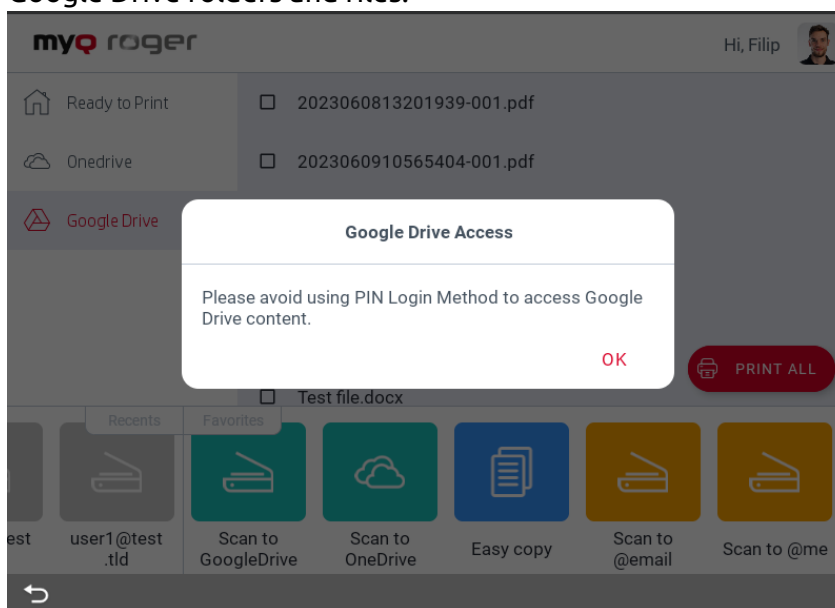 Google Drive folders and files.
myq roger
Hi, Filip
Ready to Print
2023060813201939-001.pdf
Onedrive
2023060910565404-001.pdf
Google Drive
Google Drive Access
Please avoid using PIN Login Method to access Google
Drive content.
OK
PRINT ALL
Test file.docx
Recents
Favorites
est
user1@test
.tld
Scan to
GoogleDrive
Scan to
OneDrive
Easy copy
Scan to
@email
Scan to @me